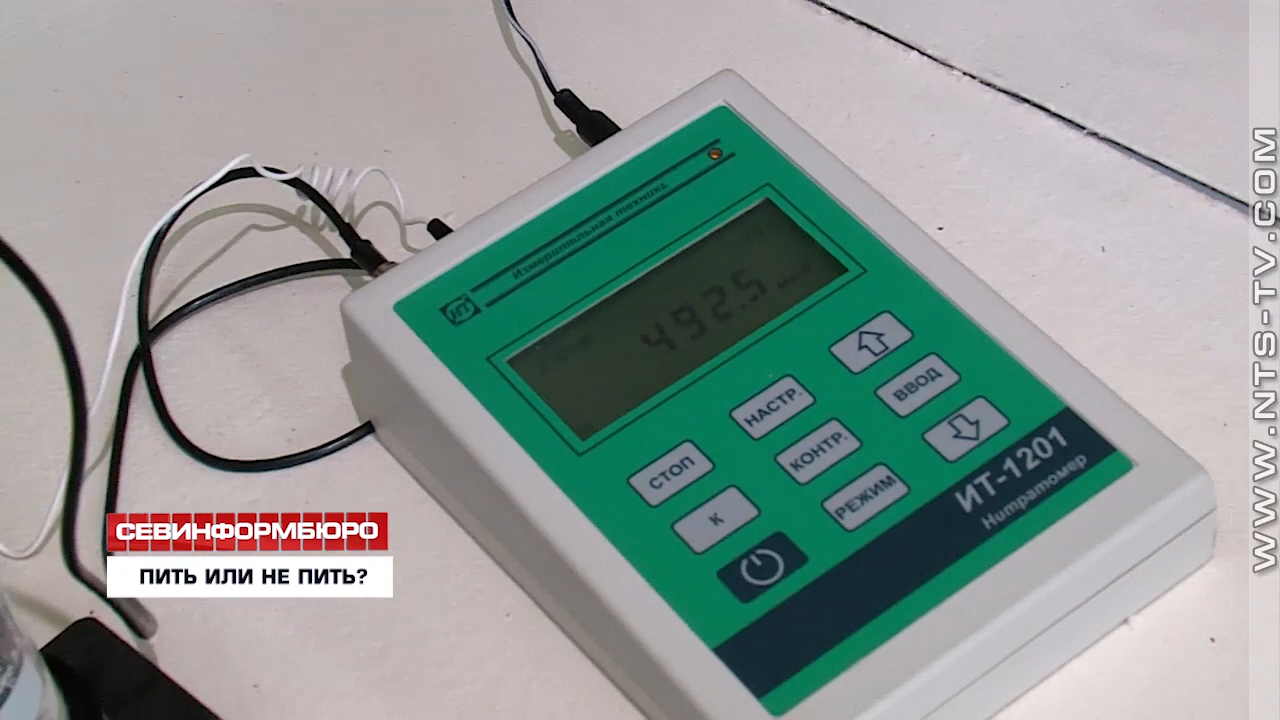 Измерительная техника
ИТ
492.5
НАСТР.
ВВОД
СТОП
КОНТР.
К
РЕЖИМ
ИТ-1201
Нитратомер
СЕВИНФОРМБЮРО
ПИТЬ ИЛИ НЕ ПИТЬ?
WWW.NTS-TV.COM